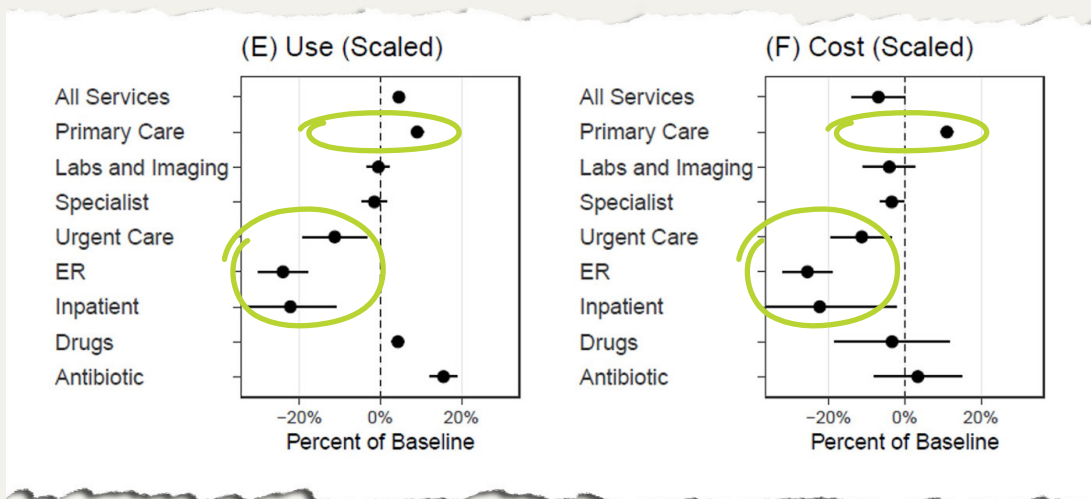 (E) Use (Scaled)
All Services
Primary Care
Labs and Imaging
Specialist
Urgent Care
ER
Inpatient
Drugs
Antibiotic
−20% 0% 20%
Percent of Baseline
(F) Cost (Scaled)
All Services
Primary Care
Labs and Imaging
Specialist
Urgent Care
ER
Inpatient
Drugs
Antibiotic
−20% 0% 20%
Percent of Baseline